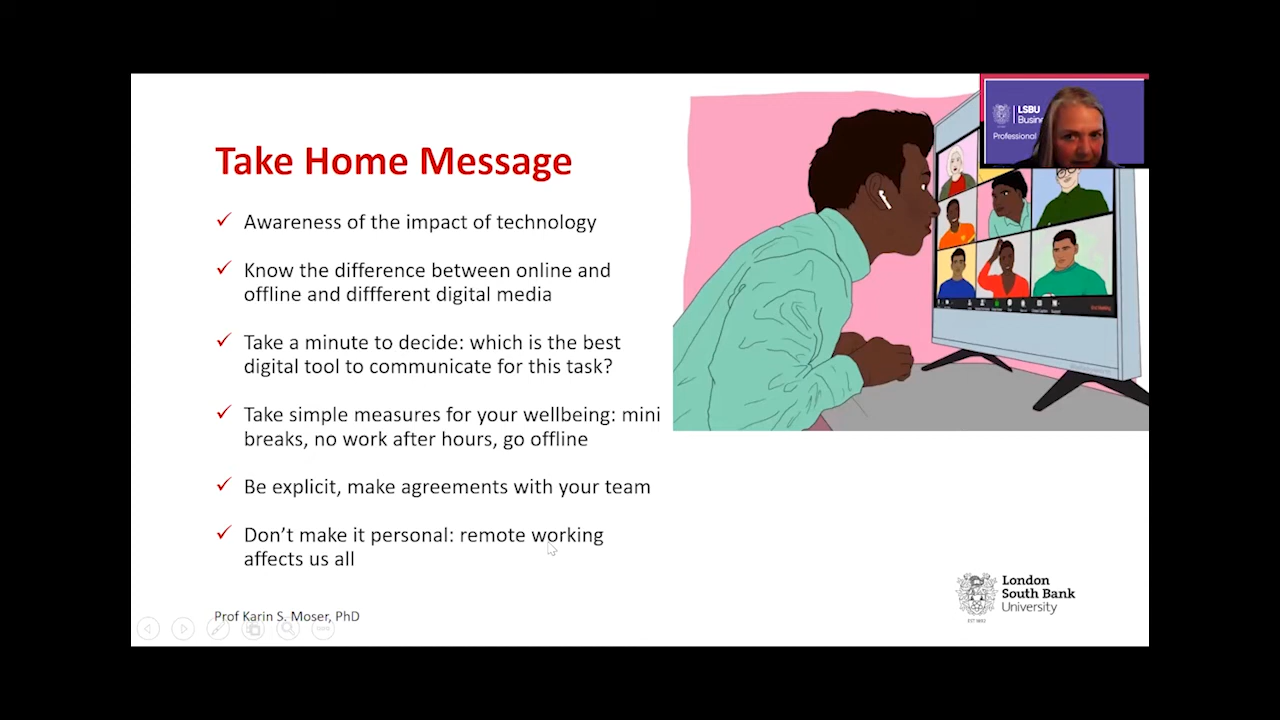 Take Home Message
✓ Awareness of the impact of technology
✓ Know the difference between online and
offline and diffferent digital media
✓ Take a minute to decide: which is the best
digital tool to communicate for this task?
✓ Take simple measures for your wellbeing: mini
breaks, no work after hours, go offline
✓ Be explicit, make agreements with your team
✓ Don't make it personal: remote working
affects us all
Prof Karin S. Moser, PhD
LSBU
Professional
London
South Bank
University